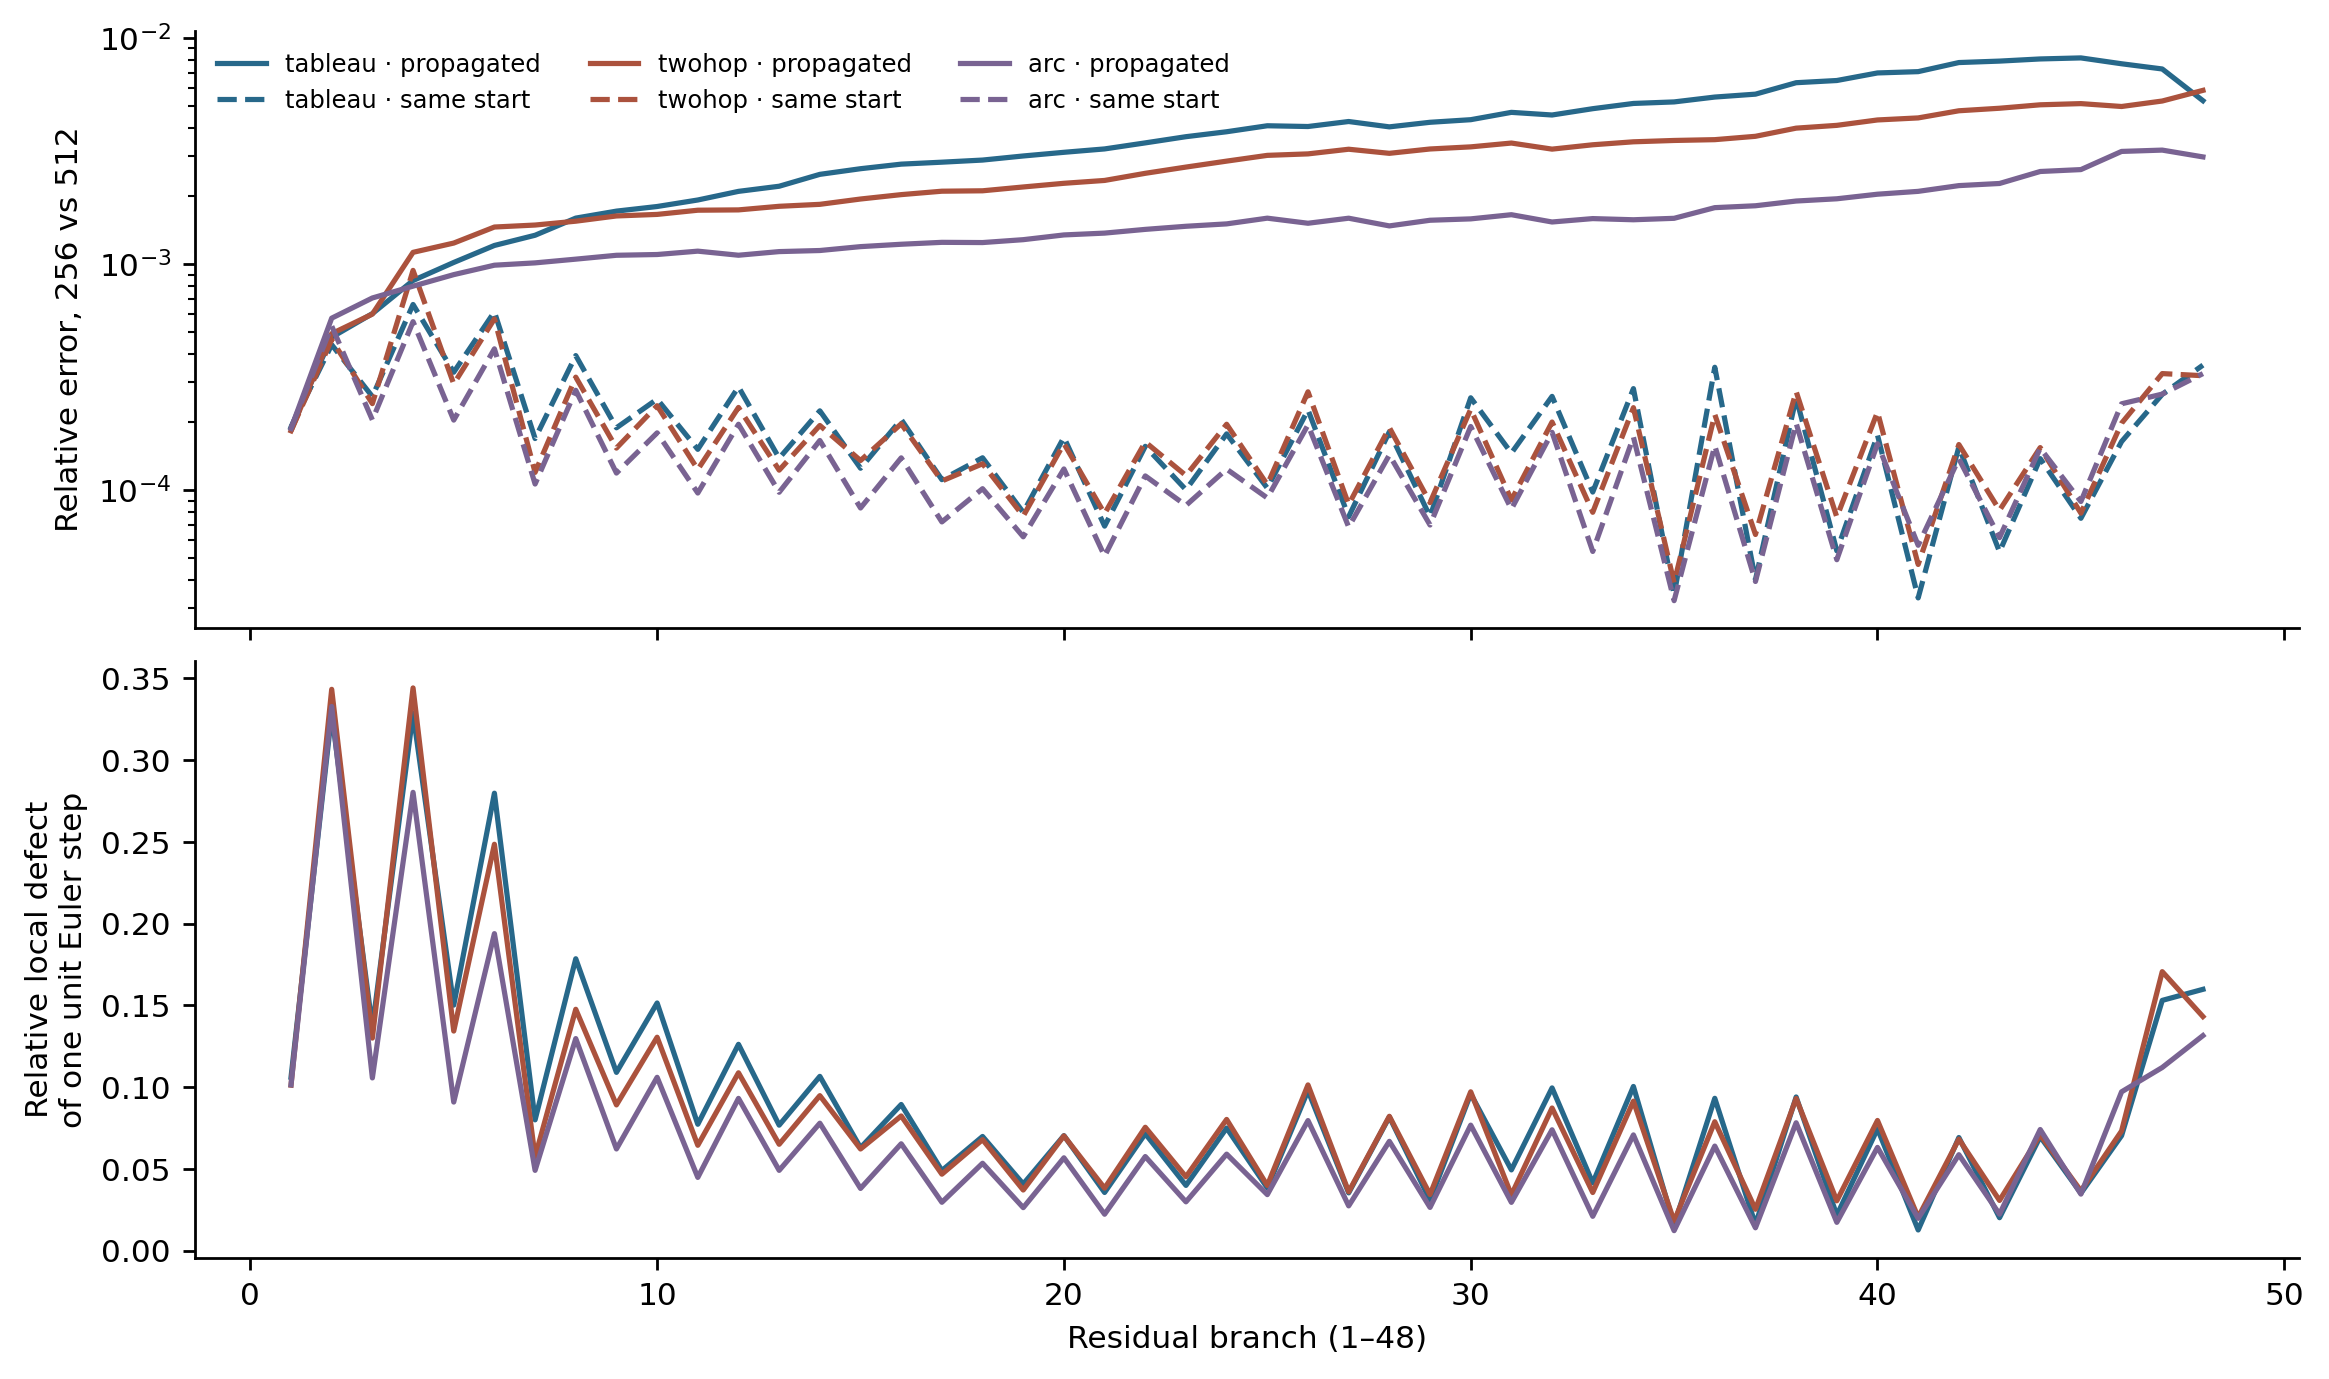 10⁻²
tableau · propagated
twohop · propagated
arc · propagated
tableau · same start
twohop · same start
arc · same start
Relative error, 256 vs 512
10⁻³
10⁻⁴
0.35
0.30
0.25
0.20
0.15
0.10
0.05
0.00
Relative local defect
of one unit Euler step
0
10
20
30
40
50
Residual branch (1–48)